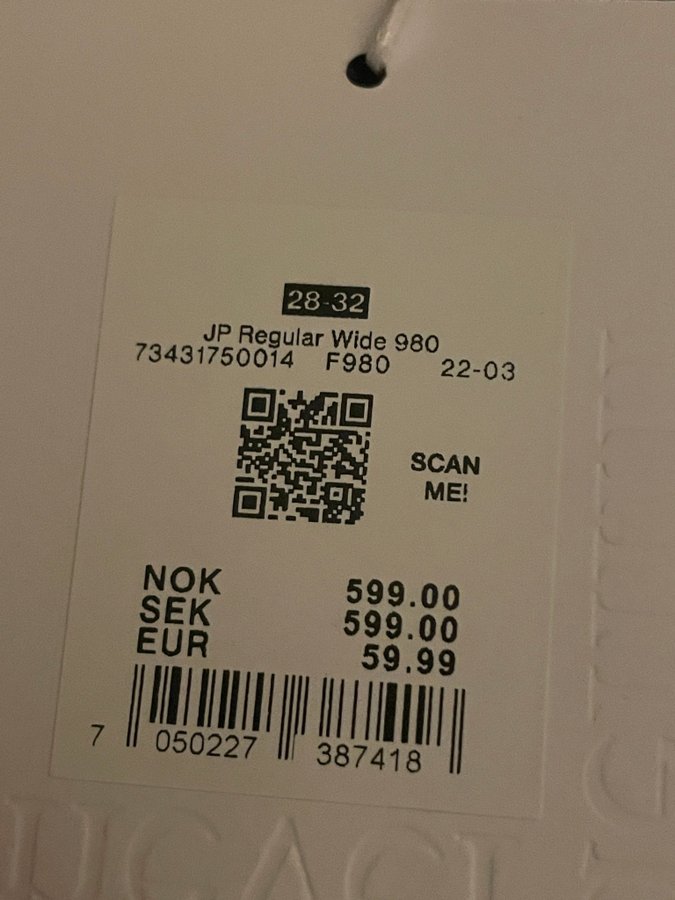 28-32
JP Regular Wide 980
73431750014 F980 22-03
SCAN
ME!
NOK 599.00
SEK 599.00
EUR 59.99
7 050227 387418